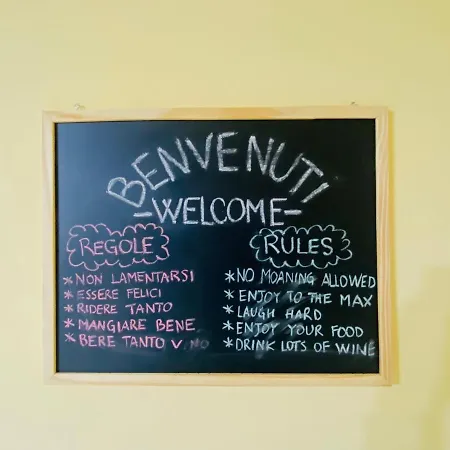 BENVENUTI
-WELCOME-
REGOLE
* NON LAMENTARSI
* ESSERE FELICI
* RIDERE TANTO
* MANGIARE BENE
* BERE TANTO V NO
RULES
* NO MOANING ALLOWED
* ENJOY TO THE MAX
* LAUGH HARD
* ENJOY YOUR FOOD
* DRINK LOTS OF WINE